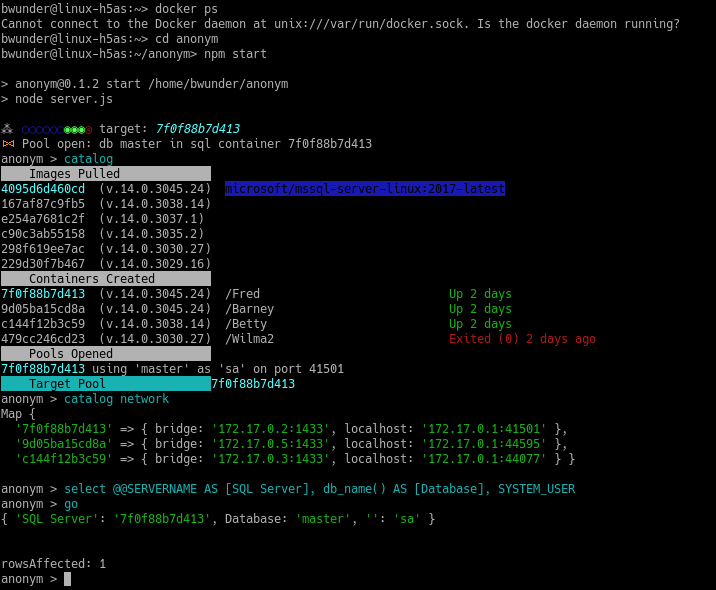 bwunder@linux-h5as:~> docker ps
Cannot connect to the Docker daemon at unix:///var/run/docker.sock. Is the docker daemon running?
bwunder@linux-h5as:~> cd anonym
bwunder@linux-h5as:~/anonym> npm start

> anonym@0.1.2 start /home/bwunder/anonym
> node server.js

⁂ ○○○○○○◉◉◉◎ target: 7f0f88b7d413
⋈ Pool open: db master in sql container 7f0f88b7d413
anonym > catalog
    Images Pulled
4095d6d460cd  (v.14.0.3045.24)  microsoft/mssql-server-linux:2017-latest
167af87c9fb5  (v.14.0.3038.14)
e254a7681c2f  (v.14.0.3037.1)
c90c3ab55158  (v.14.0.3035.2)
298f619ee7ac  (v.14.0.3030.27)
229d30f7b467  (v.14.0.3029.16)
    Containers Created
7f0f88b7d413  (v.14.0.3045.24)  /Fred                           Up 2 days
9d05ba15cd8a  (v.14.0.3045.24)  /Barney                         Up 2 days
c144f12b3c59  (v.14.0.3038.14)  /Betty                          Up 2 days
479cc246cd23  (v.14.0.3030.27)  /Wilma2                         Exited (0) 2 days ago
    Pools Opened
7f0f88b7d413 using 'master' as 'sa' on port 41501
    Target Pool               7f0f88b7d413
anonym > catalog network
Map {
  '7f0f88b7d413' => { bridge: '172.17.0.2:1433', localhost: '172.17.0.1:41501' },
  '9d05ba15cd8a' => { bridge: '172.17.0.5:1433', localhost: '172.17.0.1:44595' },
  'c144f12b3c59' => { bridge: '172.17.0.3:1433', localhost: '172.17.0.1:44077' } }

anonym > select @@SERVERNAME AS [SQL Server], db_name() AS [Database], SYSTEM_USER
anonym > go
{ 'SQL Server': '7f0f88b7d413', Database: 'master', '': 'sa' }


rowsAffected: 1
anonym >